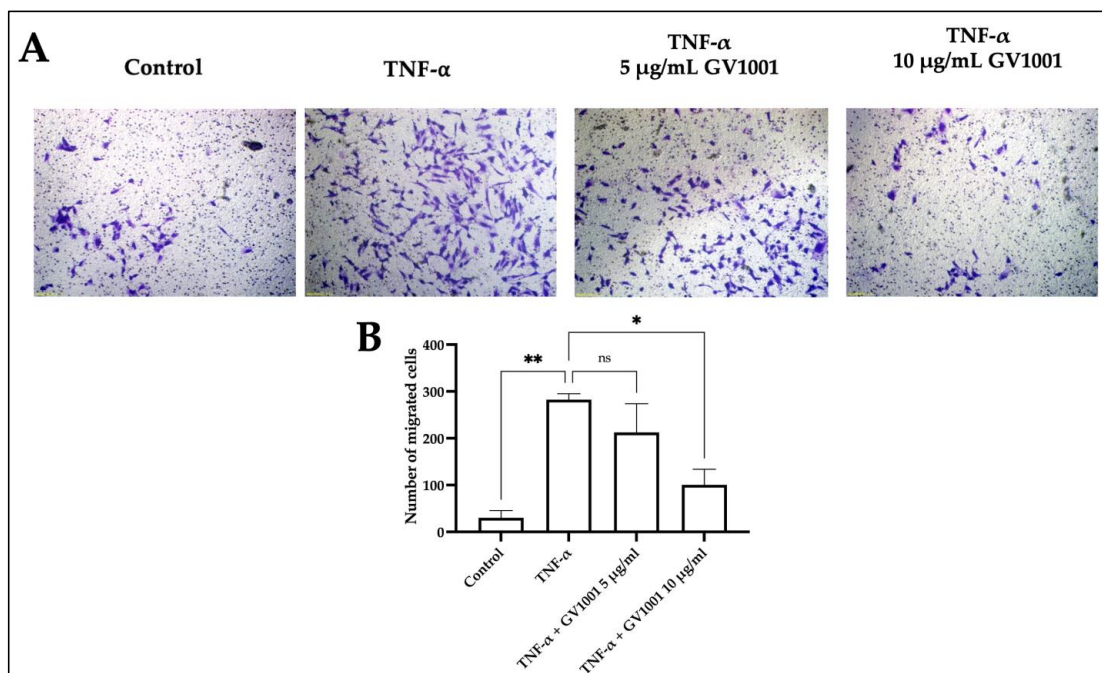 A
Control
TNF-α
TNF-α
5 μg/mL GV1001
TNF-α
10 μg/mL GV1001
B
Number of migrated cells
400
300
200
100
0
**
ns
*
Control
TNF-α
TNF-α + GV1001 5 μg/ml
TNF-α + GV1001 10 μg/ml